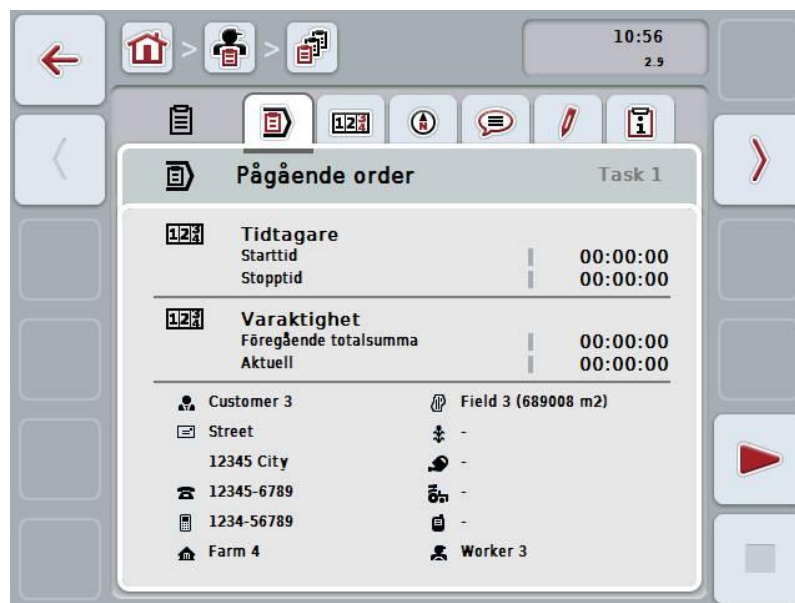 10:56
2.9
Pågående order Task 1
Tidtagare
Starttid 00:00:00
Stopptid 00:00:00
Varaktighet
Föregående totalsumma 00:00:00
Aktuell 00:00:00
Customer 3 Field 3 (689008 m2)
Street -
12345 City -
12345-6789 -
1234-56789 -
Farm 4 Worker 3